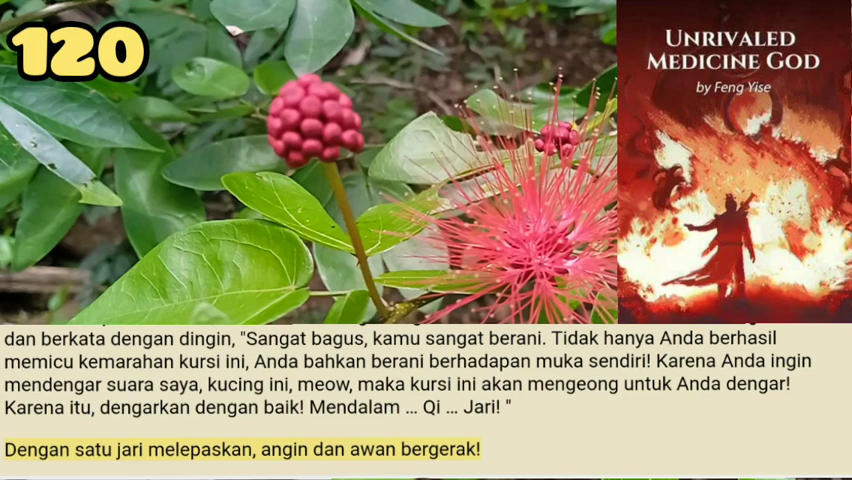 120
UNRIVALED
MEDICINE GOD
by Feng Yise
dan berkata dengan dingin, "Sangat bagus, kamu sangat berani. Tidak hanya Anda berhasil
memicu kemarahan kursi ini, Anda bahkan berani berhadapan muka sendiri! Karena Anda ingin
mendengar suara saya, kucing ini, meow, maka kursi ini akan mengeong untuk Anda dengar!
Karena itu, dengarkan dengan baik! Mendalam ... Qi ... Jari! "
Dengan satu jari melepaskan, angin dan awan bergerak!